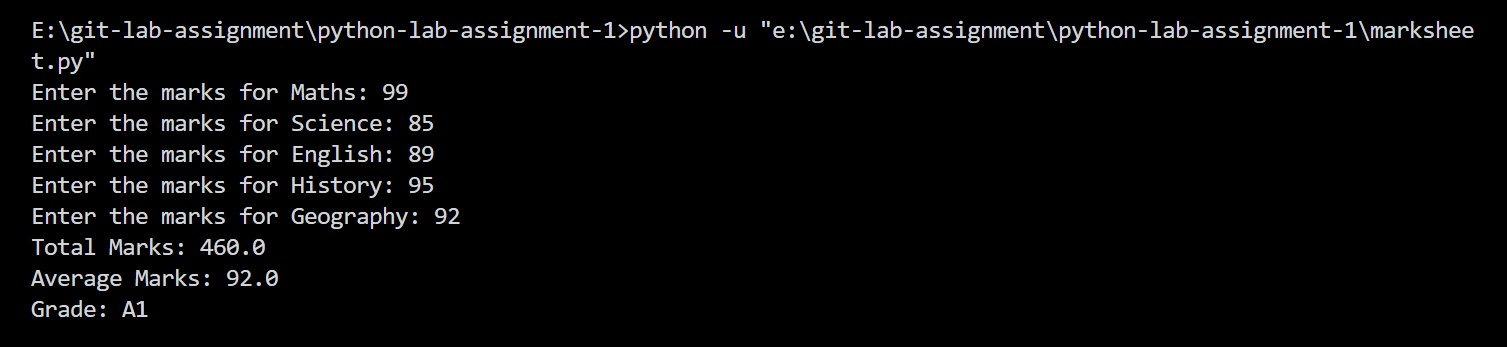 E:\git-lab-assignment\python-lab-assignment-1>python -u "e:\git-lab-assignment\python-lab-assignment-1\markshee
t.py"
Enter the marks for Maths: 99
Enter the marks for Science: 85
Enter the marks for English: 89
Enter the marks for History: 95
Enter the marks for Geography: 92
Total Marks: 460.0
Average Marks: 92.0
Grade: A1